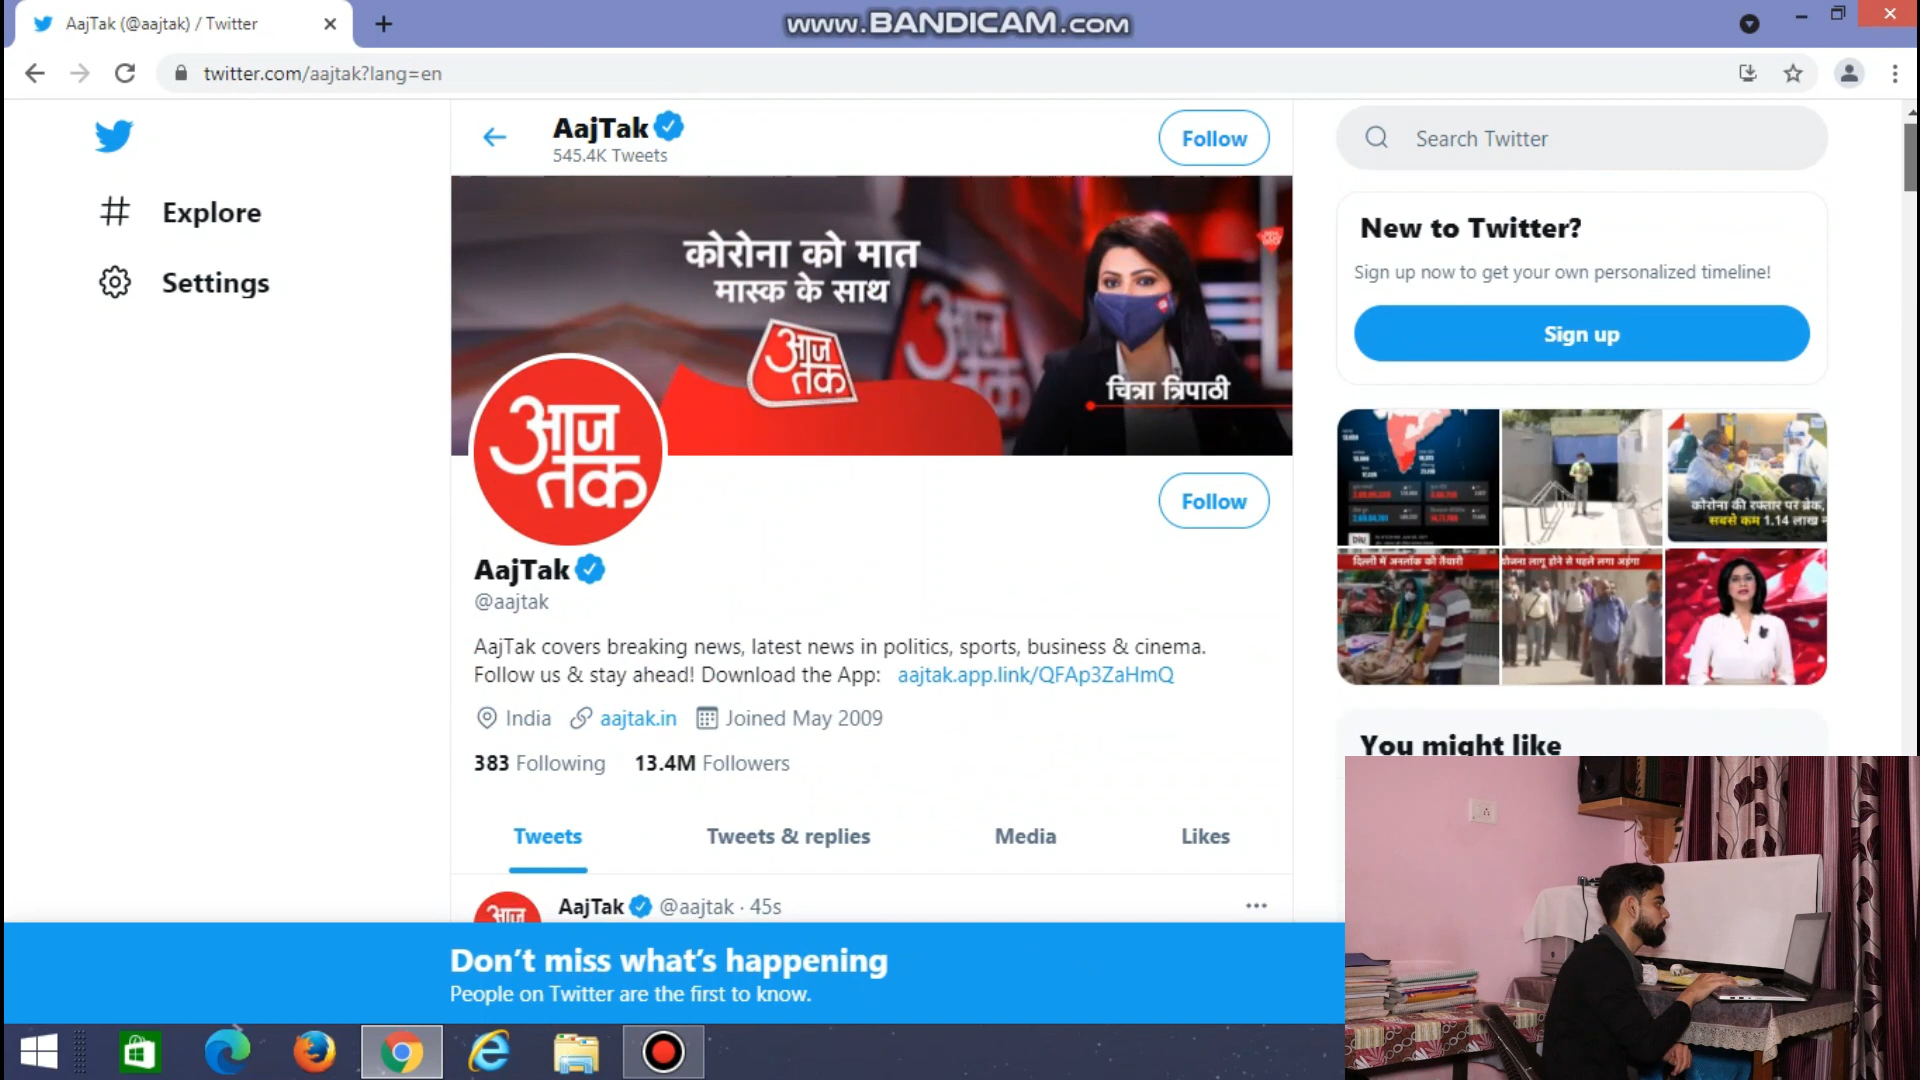 AajTak (@aajtak) / Twitter
www.BANDICAM.com
twitter.com/aajtak?lang=en
AajTak
545.4K Tweets
Follow
Search Twitter
Explore
Settings
कोरोना को मात
मास्क के साथ
आज
तक
चित्रा त्रिपाठी
आज
तक
आज
तक
New to Twitter?
Sign up now to get your own personalized timeline!
Sign up
Follow
AajTak
@aajtak
AajTak covers breaking news, latest news in politics, sports, business & cinema.
Follow us & stay ahead! Download the App: aajtak.app.link/QFAp3ZaHmQ
India aajtak.in Joined May 2009
383 Following 13.4M Followers
कोरोना की रफ्तार पर ब्रेक,
सबसे कम 1.14 लाख
DIU
दिल्ली में अनलॉक की तैयारी
योजना लागू होने से पहले लगा अड़ंगा
You might like
Tweets Tweets & replies Media Likes
AajTak @aajtak · 45s
आज
Don't miss what's happening
People on Twitter are the first to know.